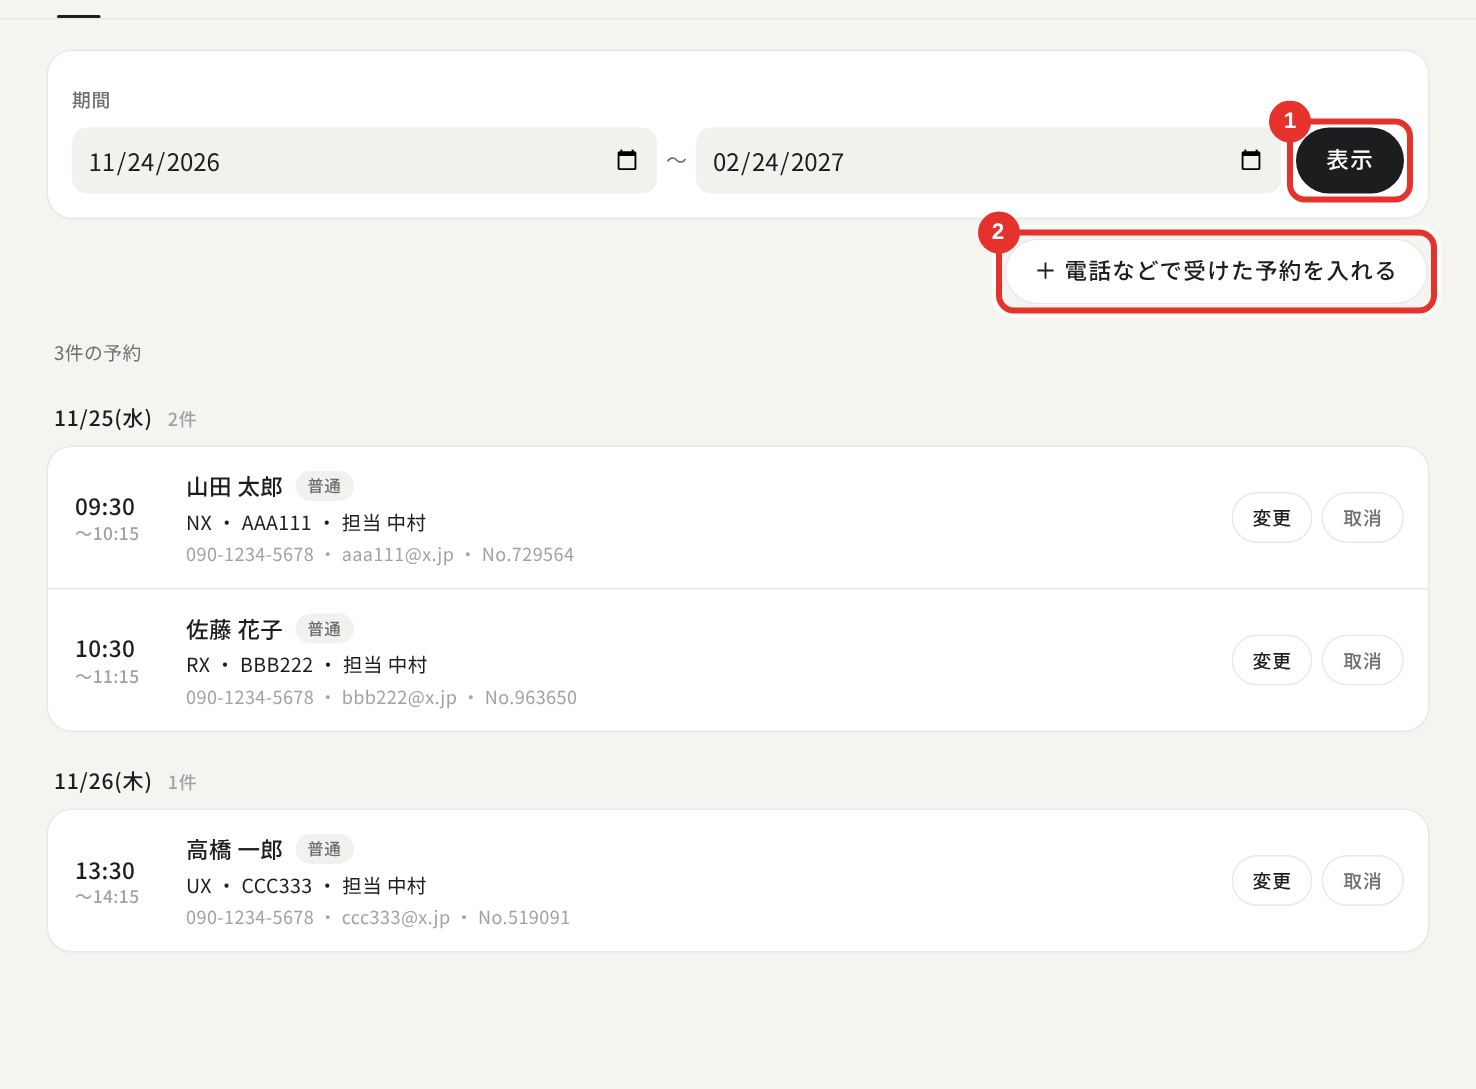 期間
11/24/2026 〜 02/24/2027 1 表示
2 + 電話などで受けた予約を入れる
3件の予約
11/25(水) 2件
山田 太郎 普通
09:30 NX ・ AAA111 ・ 担当 中村 変更 取消
〜10:15 090-1234-5678 ・ aaa111@x.jp ・ No.729564
佐藤 花子 普通
10:30 RX ・ BBB222 ・ 担当 中村 変更 取消
〜11:15 090-1234-5678 ・ bbb222@x.jp ・ No.963650
11/26(木) 1件
高橋 一郎 普通
13:30 UX ・ CCC333 ・ 担当 中村 変更 取消
〜14:15 090-1234-5678 ・ ccc333@x.jp ・ No.519091